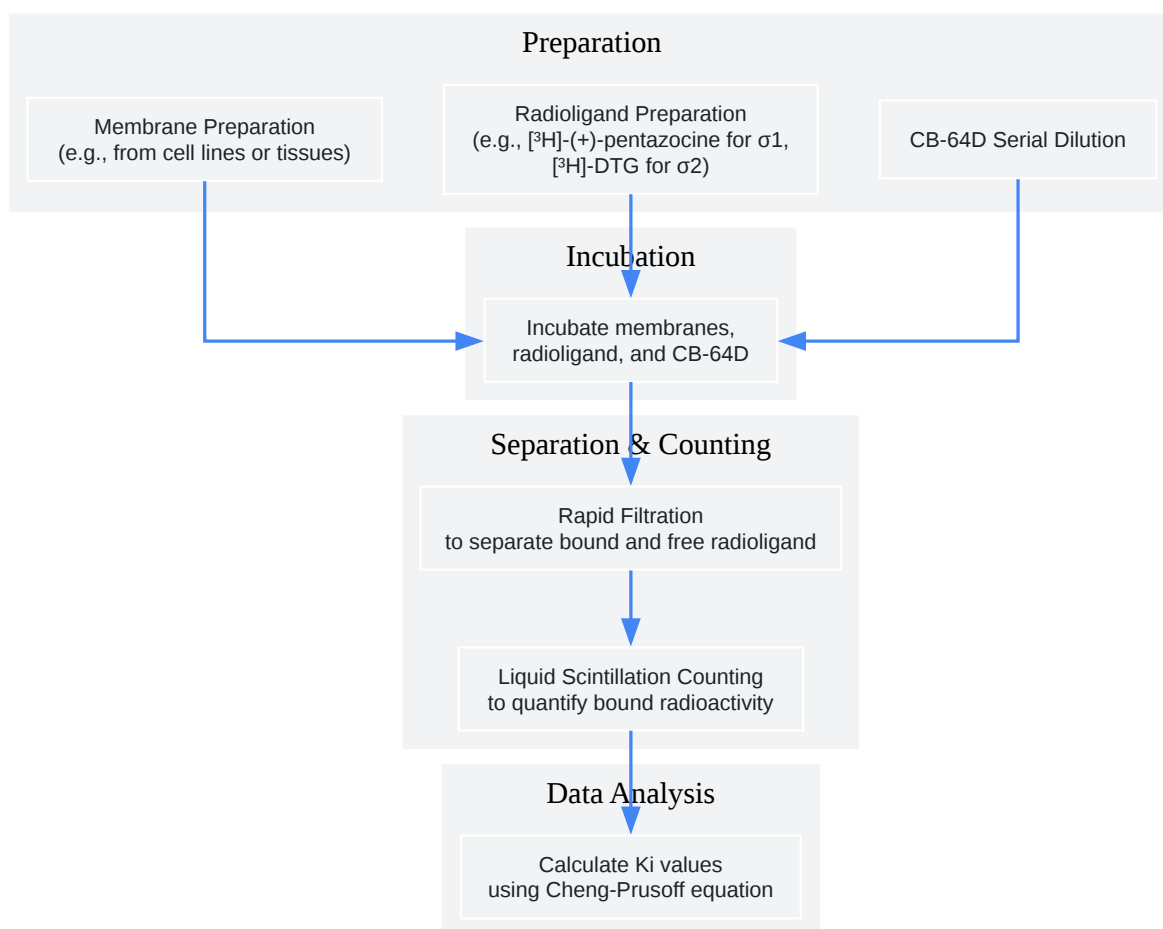 Preparation
Membrane Preparation
(e.g., from cell lines or tissues)
Radioligand Preparation
(e.g., [³H]-(+)-pentazocine for σ1,
[³H]-DTG for σ2)
CB-64D Serial Dilution
Incubation
Incubate membranes,
radioligand, and CB-64D
Separation & Counting
Rapid Filtration
to separate bound and free radioligand
Liquid Scintillation Counting
to quantify bound radioactivity
Data Analysis
Calculate Ki values
using Cheng-Prusoff equation